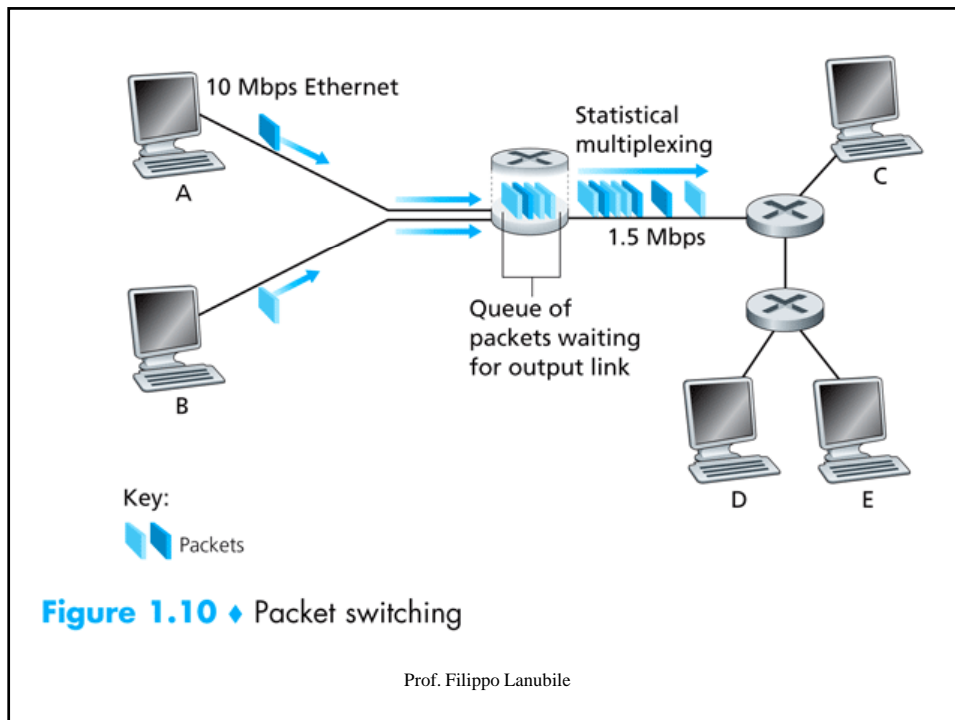 10 Mbps Ethernet
A
Statistical
multiplexing
C
1.5 Mbps
B
Queue of
packets waiting
for output link
D
E
Key:
Packets
Figure 1.10 ♦ Packet switching
Prof. Filippo Lanubile